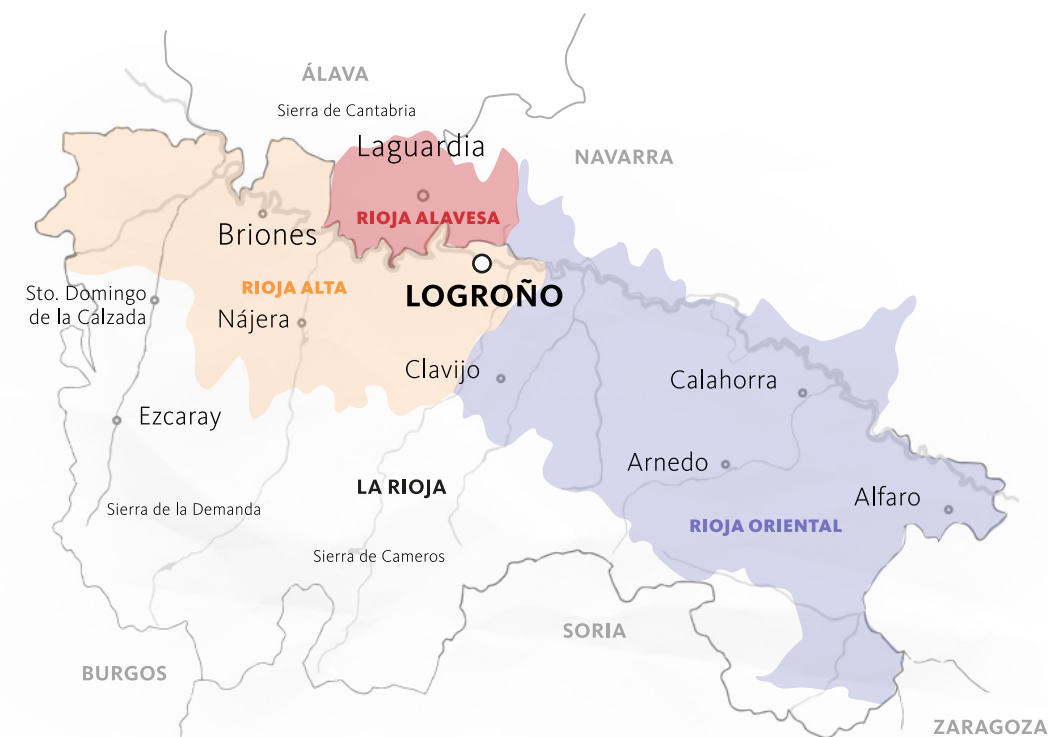 ÁLAVA
Sierra de Cantabria
Laguardia
NAVARRA
RIOJA ALAVESA
Briones
RIOJA ALTA
LOGROÑO
Sto. Domingo
de la Calzada
Nájera
Clavijo
Calahorra
Ezcaray
Arnedo
LA RIOJA
Alfaro
Sierra de la Demanda
RIOJA ORIENTAL
Sierra de Cameros
SORIA
BURGOS
ZARAGOZA